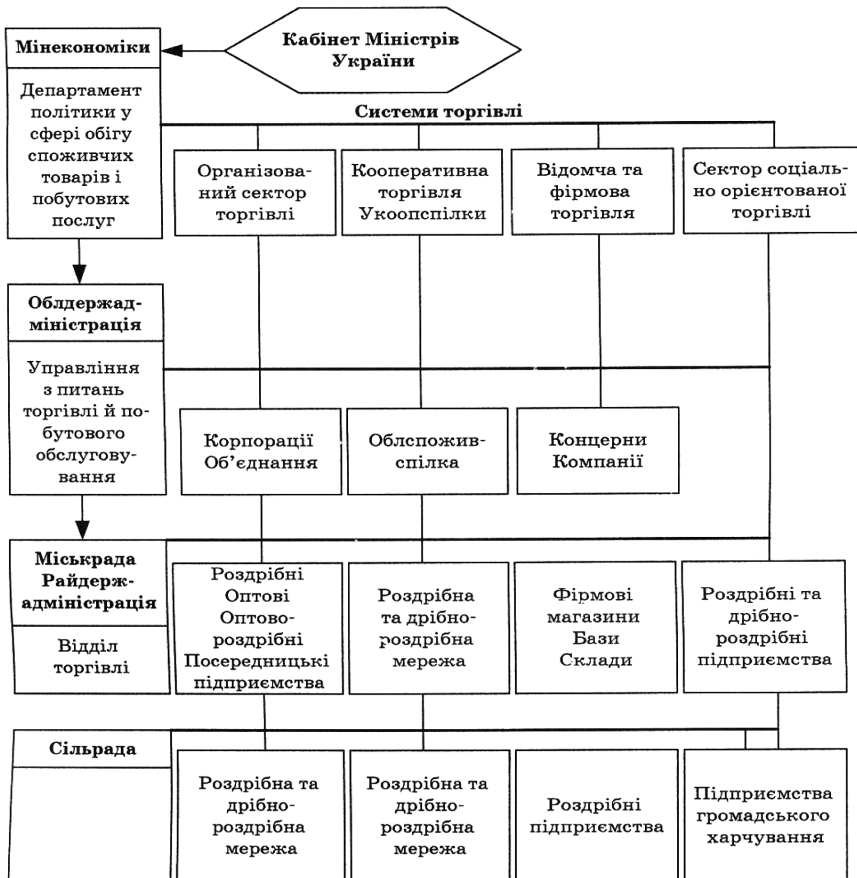 Кабінет Міністрів
України
Мінекономіки
Департамент
політики у
сфері обігу
споживчих
товарів і
побутових
послуг
Системи торгівлі
Організова-
ний сектор
торгівлі
Кооперативна
торгівля
Укоопспілки
Відомча та
фірмова
торгівля
Сектор соціаль-
но орієнтованої
торгівлі
Облдержад-
міністрація
Управління
з питань
торгівлі й по-
бутового
обслугову-
вання
Корпорації
Об’єднання
Облспожив-
спілка
Концерни
Компанії
Міськрада
Райдерж-
адміністрація
Відділ
торгівлі
Роздрібні
Оптові
Оптово-
роздрібні
Посередницькі
підприємства
Роздрібна
та дрібно-
роздрібна
мережа
Фірмові
магазини
Бази
Склади
Роздрібні та
дрібно-
роздрібні
підприємства
Сільрада
Роздрібна та
дрібно-
роздрібна
мережа
Роздрібна та
дрібно-
роздрібна
мережа
Роздрібні
підприємства
Підприємства
громадського
харчування